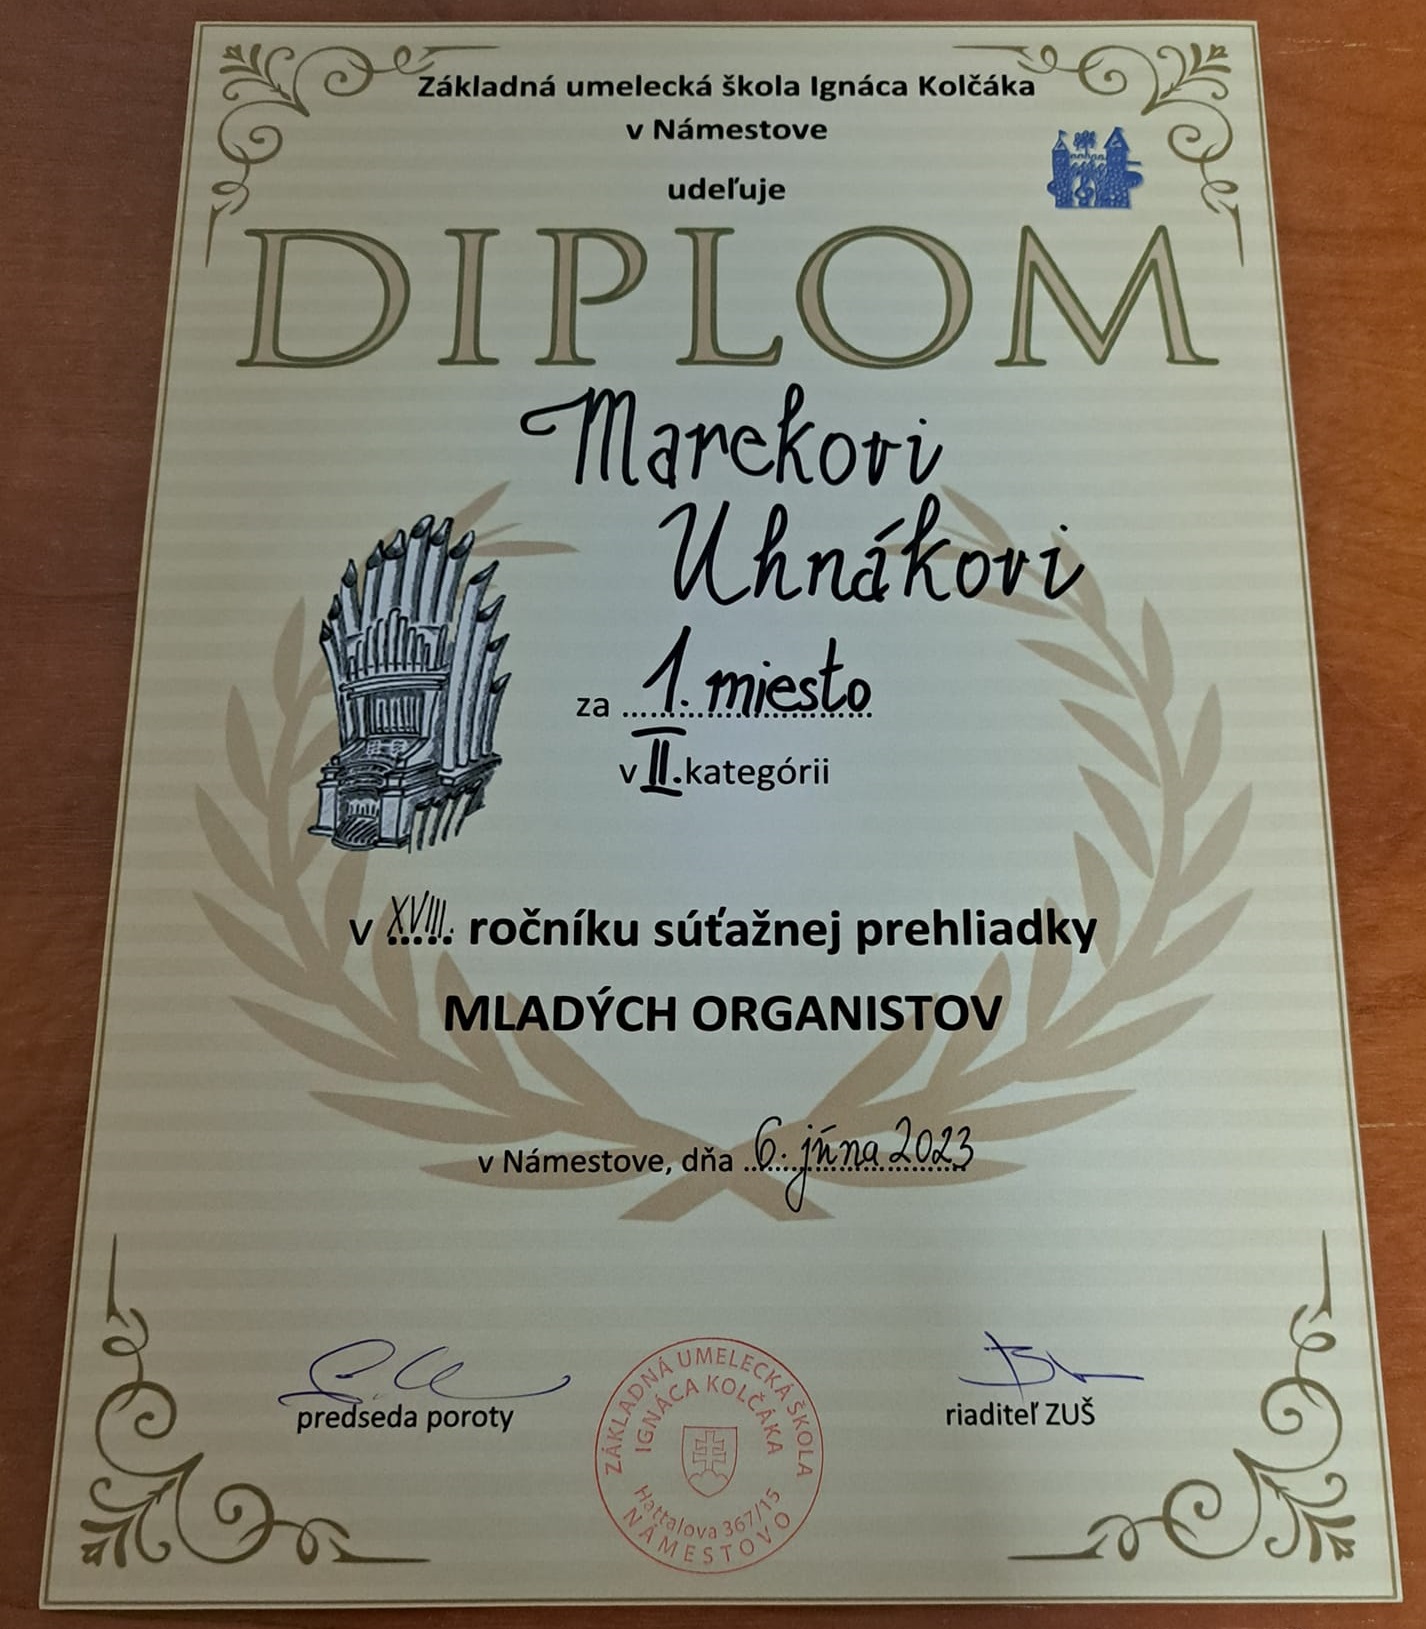 Základná umelecká škola Ignáca Kolčáka
v Námestove
udeľuje
DIPLOM
Marekovi
Uhnákovi
za 1. miesto
v II. kategórii
v XVIII. ročníku súťažnej prehliadky
MLADÝCH ORGANISTOV
v Námestove, dňa 6. júna 2023
predseda poroty
riaditeľ ZUŠ
ZÁKLADNÁ UMELECKÁ ŠKOLA
IGNÁCA KOLČÁKA
Hattalova 367/15
NÁMESTOVO